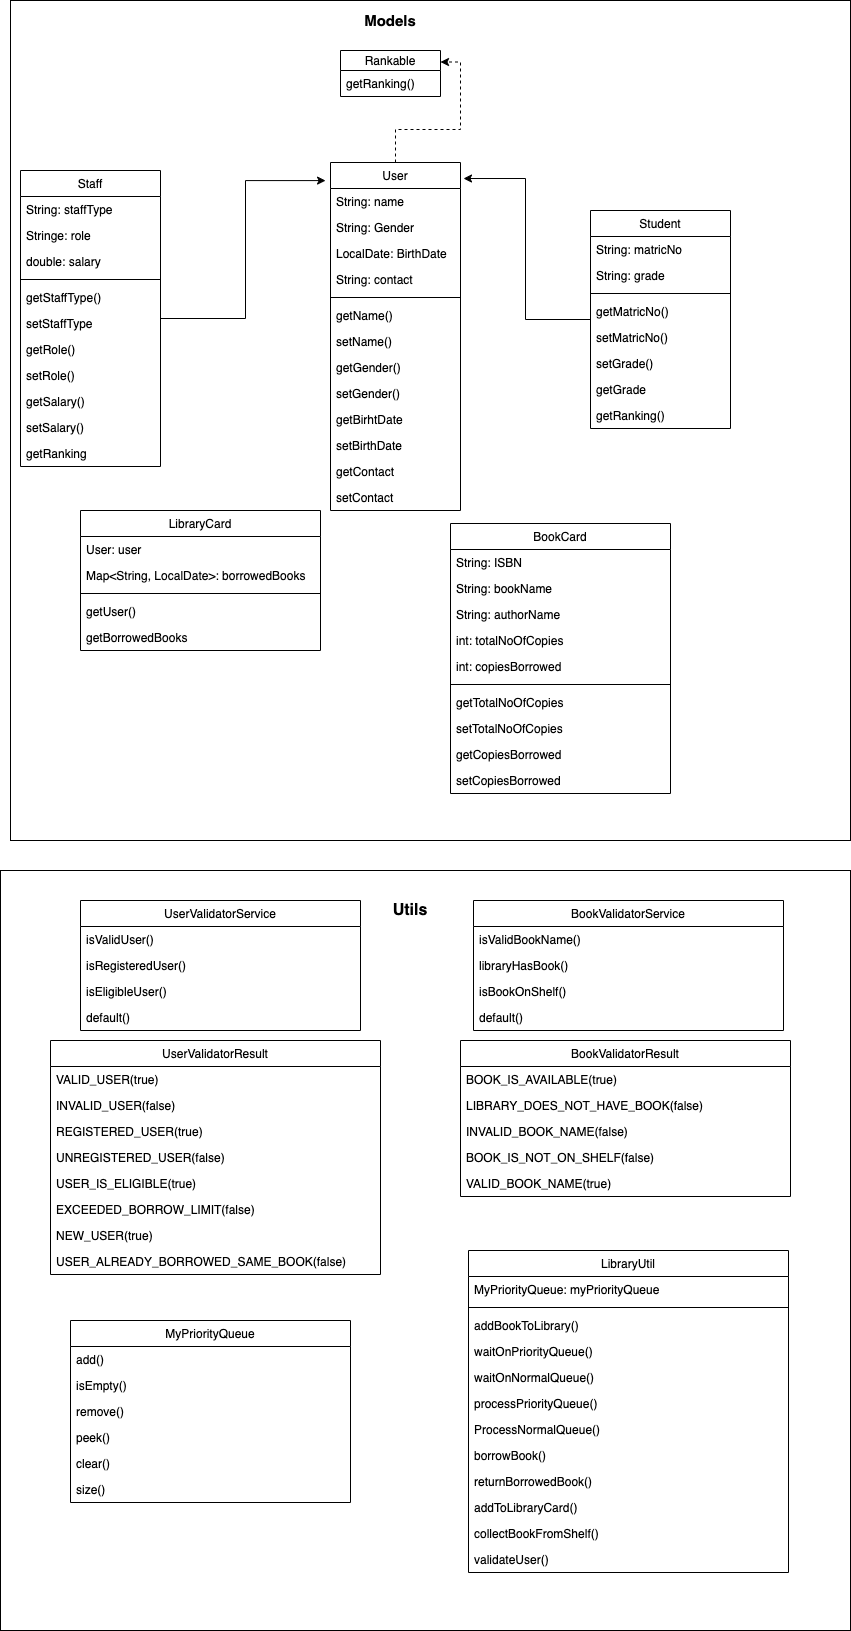 Models
Rankable
getRanking()
Staff
String: staffType
Stringe: role
double: salary
getStaffType()
setStaffType
getRole()
setRole()
getSalary()
setSalary()
getRanking
User
String: name
String: Gender
LocalDate: BirthDate
String: contact
getName()
setName()
getGender()
setGender()
getBirhtDate
setBirthDate
getContact
setContact
Student
String: matricNo
String: grade
getMatricNo()
setMatricNo()
setGrade()
getGrade
getRanking()
LibraryCard
User: user
Map<String, LocalDate>: borrowedBooks
getUser()
getBorrowedBooks
BookCard
String: ISBN
String: bookName
String: authorName
int: totalNoOfCopies
int: copiesBorrowed
getTotalNoOfCopies
setTotalNoOfCopies
getCopiesBorrowed
setCopiesBorrowed
Utils
UserValidatorService
isValidUser()
isRegisteredUser()
isEligibleUser()
default()
BookValidatorService
isValidBookName()
libraryHasBook()
isBookOnShelf()
default()
UserValidatorResult
VALID_USER(true)
INVALID_USER(false)
REGISTERED_USER(true)
UNREGISTERED_USER(false)
USER_IS_ELIGIBLE(true)
EXCEEDED_BORROW_LIMIT(false)
NEW_USER(true)
USER_ALREADY_BORROWED_SAME_BOOK(false)
BookValidatorResult
BOOK_IS_AVAILABLE(true)
LIBRARY_DOES_NOT_HAVE_BOOK(false)
INVALID_BOOK_NAME(false)
BOOK_IS_NOT_ON_SHELF(false)
VALID_BOOK_NAME(true)
MyPriorityQueue
add()
isEmpty()
remove()
peek()
clear()
size()
LibraryUtil
MyPriorityQueue: myPriorityQueue
addBookToLibrary()
waitOnPriorityQueue()
waitOnNormalQueue()
processPriorityQueue()
ProcessNormalQueue()
borrowBook()
returnBorrowedBook()
addToLibraryCard()
collectBookFromShelf()
validateUser()